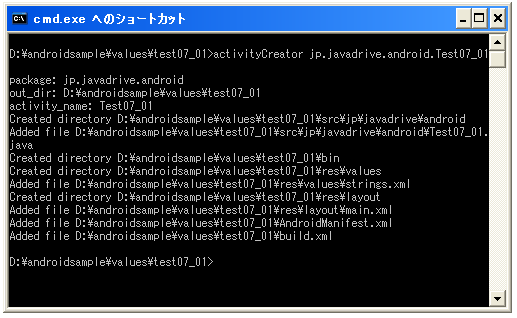 cmd.exe へのショートカット
D:¥androidsample¥values¥test07_01>activityCreator jp.javadrive.android.Test07_01
package: jp.javadrive.android
out_dir: D:¥androidsample¥values¥test07_01
activity_name: Test07_01
Created directory D:¥androidsample¥values¥test07_01¥src¥jp¥javadrive¥android
Added file D:¥androidsample¥values¥test07_01¥src¥jp¥javadrive¥android¥Test07_01.
java
Created directory D:¥androidsample¥values¥test07_01¥bin
Created directory D:¥androidsample¥values¥test07_01¥res¥values
Added file D:¥androidsample¥values¥test07_01¥res¥values¥strings.xml
Created directory D:¥androidsample¥values¥test07_01¥res¥layout
Added file D:¥androidsample¥values¥test07_01¥res¥layout¥main.xml
Added file D:¥androidsample¥values¥test07_01¥AndroidManifest.xml
Added file D:¥androidsample¥values¥test07_01¥build.xml
D:¥androidsample¥values¥test07_01>